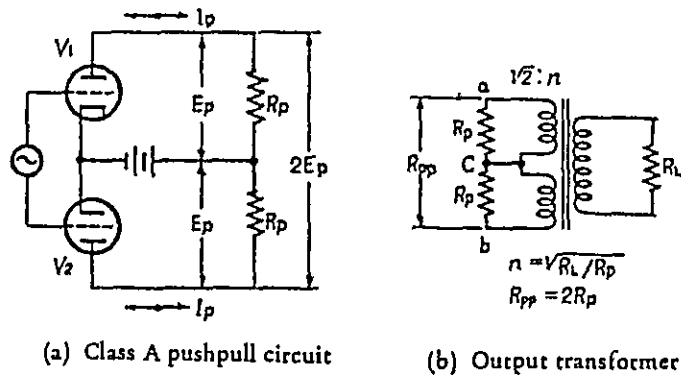 Ip
V1
Ep
Rp
2Ep
Ep
Rp
V2
Ip
(a) Class A pushpull circuit
√2:n
a
Rp
Rpp
C
RL
Rp
b
n = √RL/Rp
Rpp = 2Rp
(b) Output transformer